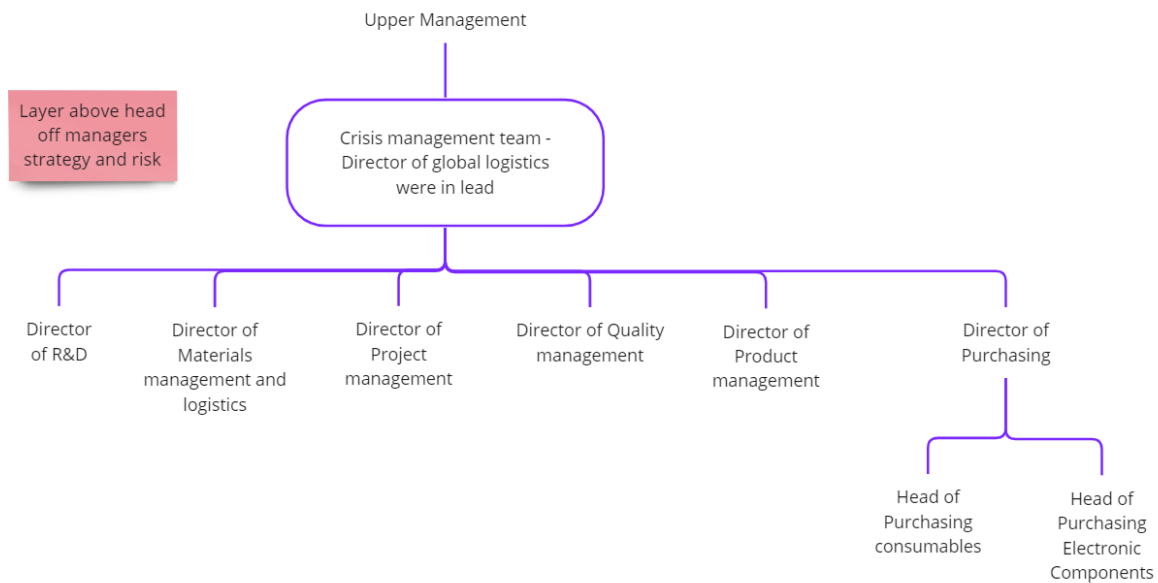 Upper Management
Layer above head
off managers
strategy and risk
Crisis management team -
Director of global logistics
were in lead
Director
of R&D
Director of
Materials
management and
logistics
Director of
Project
management
Director of Quality
management
Director of
Product
management
Director of
Purchasing
Head of
Purchasing
consumables
Head of
Purchasing
Electronic
Components